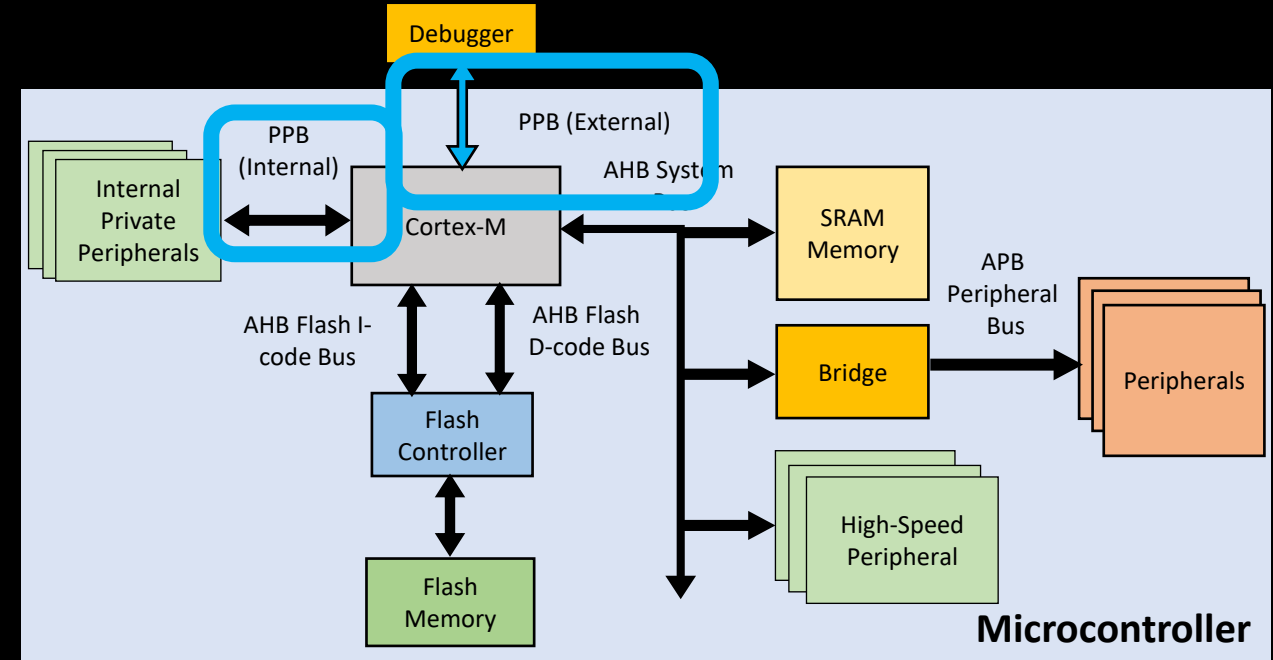 Debugger
PPB (External)
PPB
(Internal)
AHB System
Internal
Private
Peripherals
Cortex-M
SRAM
Memory
APB
Peripheral
Bus
AHB Flash I-
code Bus
AHB Flash
D-code Bus
Bridge
Peripherals
Flash
Controller
High-Speed
Peripheral
Flash
Memory
Microcontroller